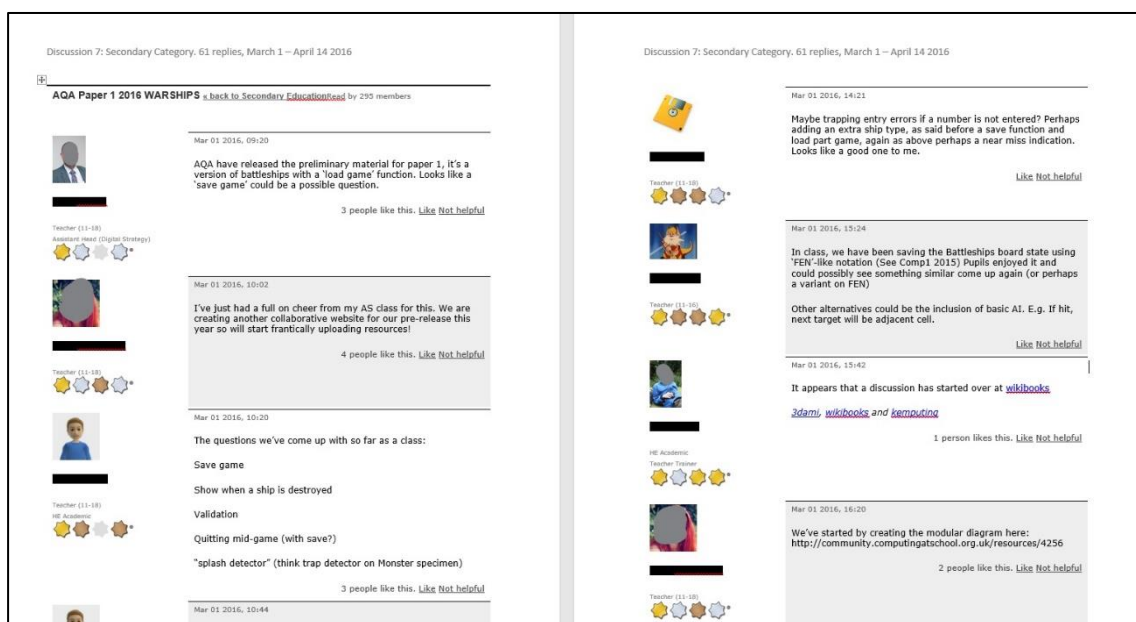 Discussion 7: Secondary Category. 61 replies, March 1 – April 14 2016
AQA Paper 1 2016 WARSHIPS « back to Secondary EducationRead by 295 members
Mar 01 2016, 09:20
AQA have released the preliminary material for paper 1, it's a
version of battleships with a 'load game' function. Looks like a
'save game' could be a possible question.
3 people like this. Like Not helpful
Teacher (11-18)
Assistant Head (Digital Strategy)
Mar 01 2016, 10:02
I've just had a full on cheer from my AS class for this. We are
creating another collaborative website for our pre-release this
year so will start frantically uploading resources!
4 people like this. Like Not helpful
Teacher (11-18)
Mar 01 2016, 10:20
The questions we've come up with so far as a class:
Save game
Show when a ship is destroyed
Validation
Quitting mid-game (with save?)
"splash detector" (think trap detector on Monster specimen)
3 people like this. Like Not helpful
Teacher (11-18)
HE Academic
Mar 01 2016, 10:44
Discussion 7: Secondary Category. 61 replies, March 1 – April 14 2016
Mar 01 2016, 14:21
Maybe trapping entry errors if a number is not entered? Perhaps
adding an extra ship type, as said before a save function and
load part game, again as above perhaps a near miss indication.
Looks like a good one to me.
Like Not helpful
Teacher (11-18)
Mar 01 2016, 15:24
In class, we have been saving the Battleships board state using
'FEN'-like notation (See Comp1 2015) Pupils enjoyed it and
could possibly see something similar come up again (or perhaps
a variant on FEN)
Other alternatives could be the inclusion of basic AI. E.g. If hit,
next target will be adjacent cell.
Like Not helpful
Teacher (11-16)
Mar 01 2016, 15:42
It appears that a discussion has started over at wikibooks
3dami, wikibooks and kemputing
1 person likes this. Like Not helpful
HE Academic
Teacher Trainer
Mar 01 2016, 16:20
We've started by creating the modular diagram here:
http://community.computingatschool.org.uk/resources/4256
2 people like this. Like Not helpful
Teacher (11-18)